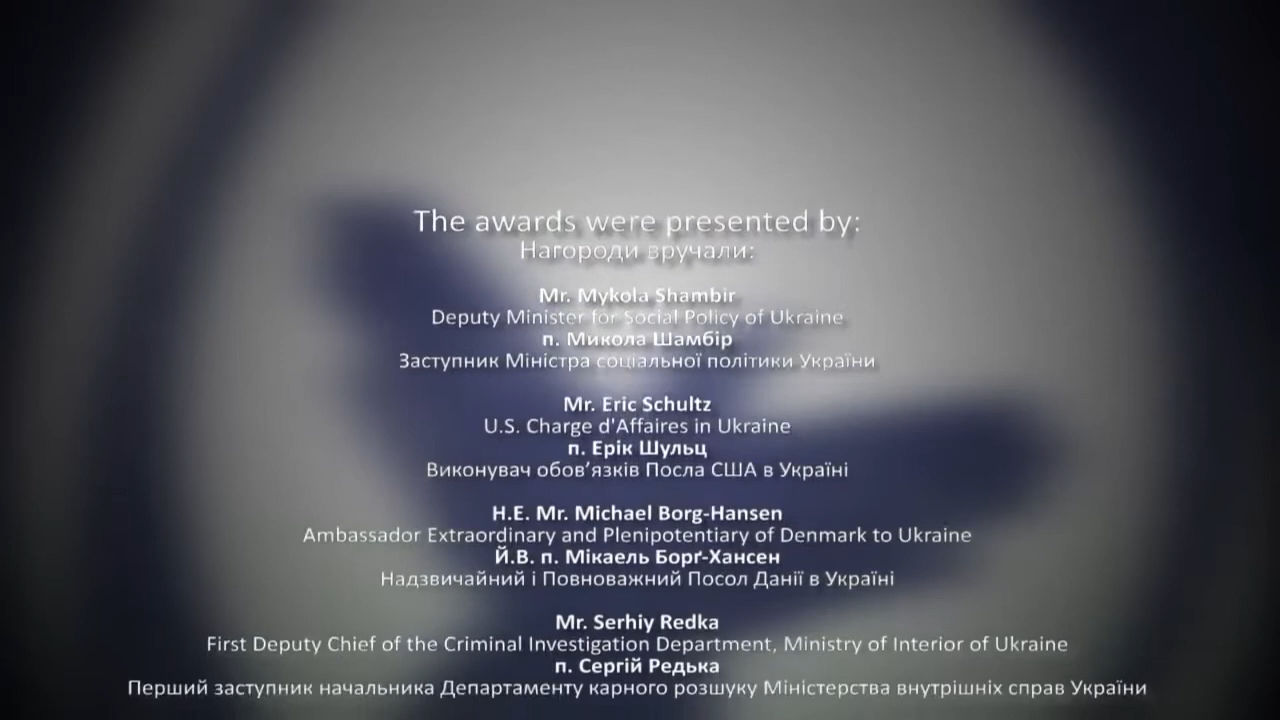 The awards were presented by:
Нагороди вручали:
Mr. Mykola Shambir
Deputy Minister for Social Policy of Ukraine
п. Микола Шамбір
Заступник Міністра соціальної політики України
Mr. Eric Schultz
U.S. Charge d'Affaires in Ukraine
п. Ерік Шульц
Виконувач обов’язків Посла США в Україні
H.E. Mr. Michael Borg-Hansen
Ambassador Extraordinary and Plenipotentiary of Denmark to Ukraine
Й.В. п. Мікаель Борґ-Хансен
Надзвичайний і Повноважний Посол Данії в Україні
Mr. Serhiy Redka
First Deputy Chief of the Criminal Investigation Department, Ministry of Interior of Ukraine
п. Сергій Редька
Перший заступник начальника Департаменту карного розшуку Міністерства внутрішніх справ України